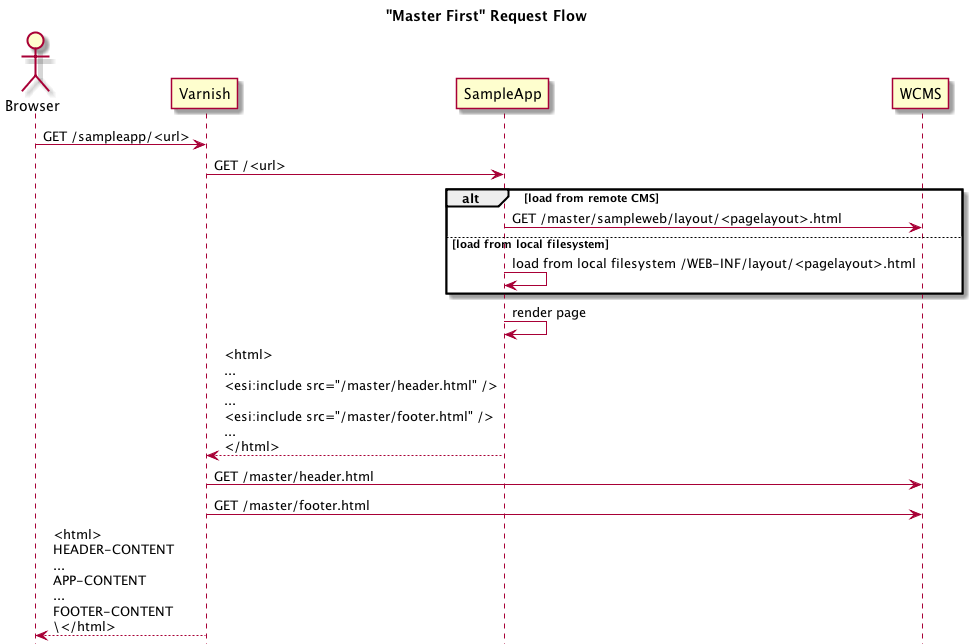 "Master First" Request Flow
Browser
Varnish
SampleApp
WCMS
GET /sampleapp/<url>
GET /<url>
alt
[load from remote CMS]
GET /master/sampleweb/layout/<pagelayout>.html
[load from local filesystem]
load from local filesystem /WEB-INF/layout/<pagelayout>.html
render page
<html>
...
<esi:include src="/master/header.html" />
...
<esi:include src="/master/footer.html" />
...
</html>
GET /master/header.html
GET /master/footer.html
<html>
HEADER-CONTENT
...
APP-CONTENT
...
FOOTER-CONTENT
\</html>